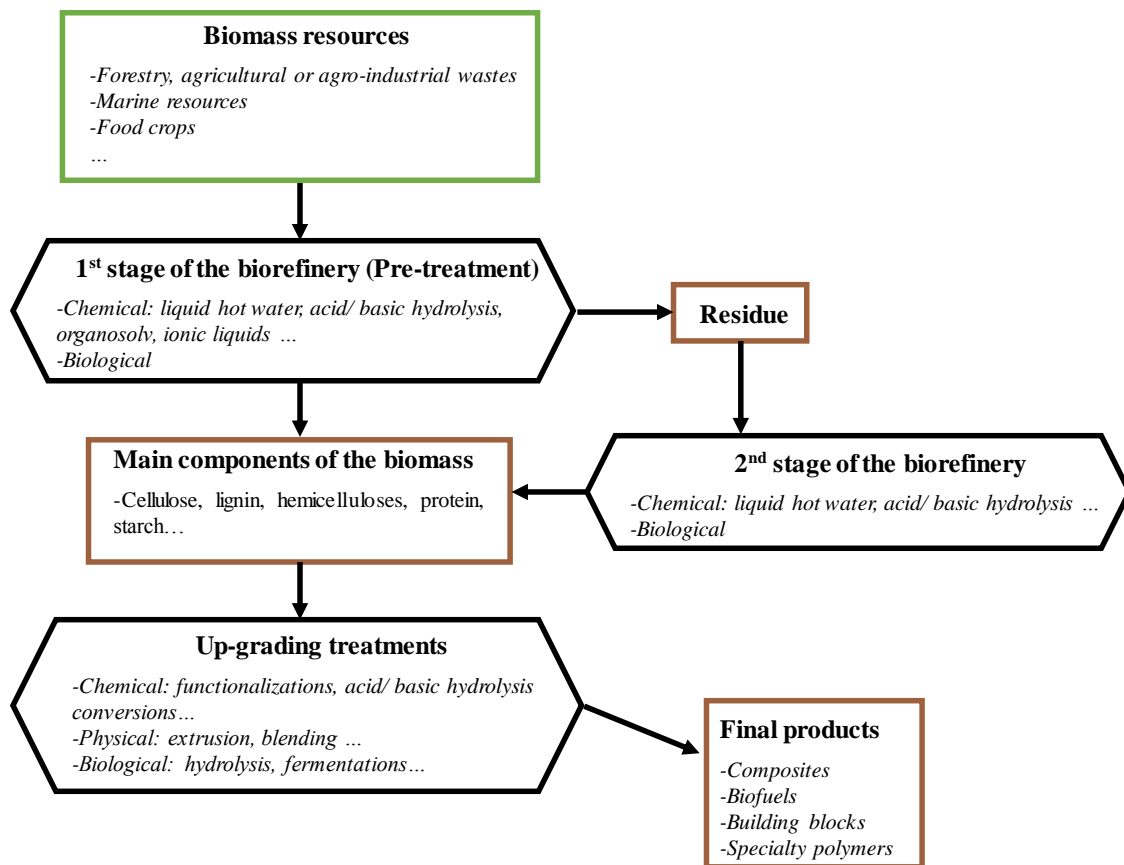 Biomass resources
-Forestry, agricultural or agro-industrial wastes
-Marine resources
-Food crops
…
1st stage of the biorefinery (Pre-treatment)
-Chemical: liquid hot water, acid/ basic hydrolysis,
organosolv, ionic liquids …
-Biological
Residue
Main components of the biomass
-Cellulose, lignin, hemicelluloses, protein,
starch…
2nd stage of the biorefinery
-Chemical: liquid hot water, acid/ basic hydrolysis …
-Biological
Up-grading treatments
-Chemical: functionalizations, acid/ basic hydrolysis
conversions…
-Physical: extrusion, blending …
-Biological: hydrolysis, fermentations…
Final products
-Composites
-Biofuels
-Building blocks
-Specialty polymers